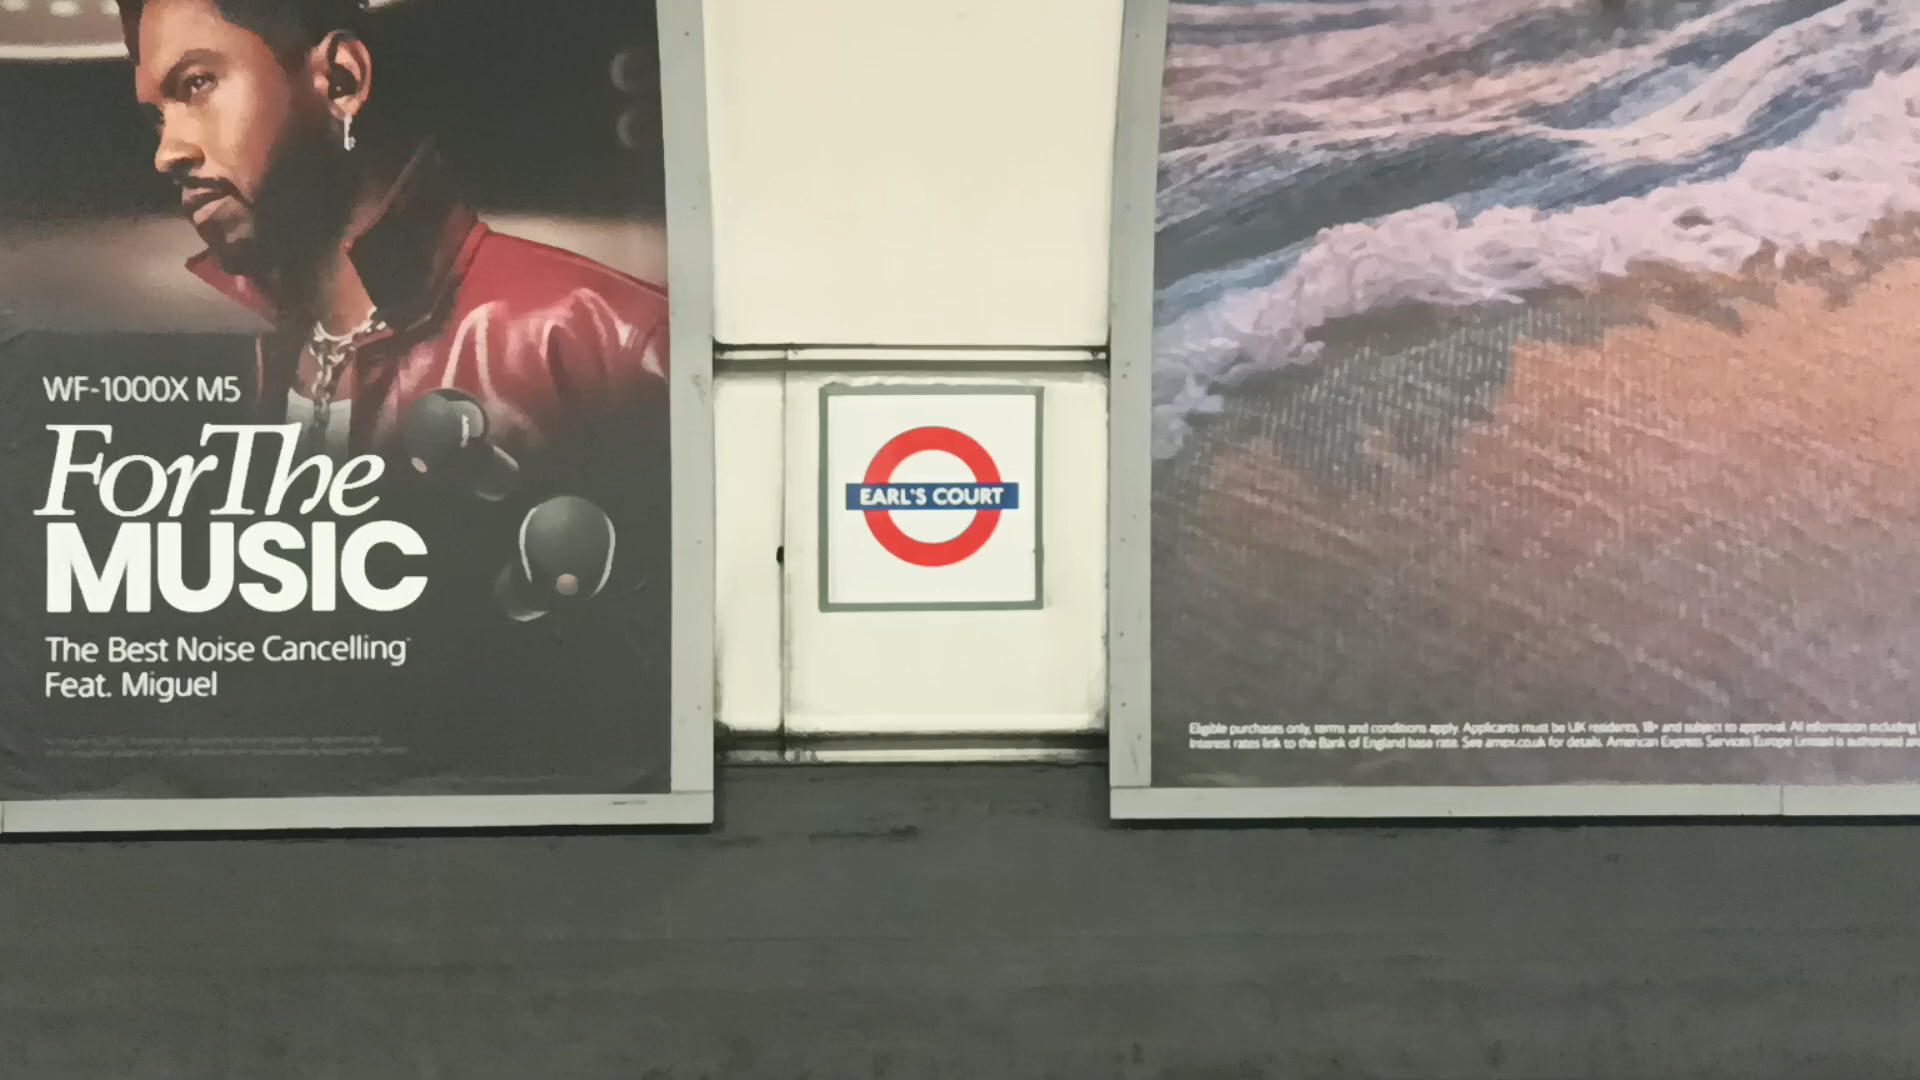 WF-1000X M5
For The
MUSIC
The Best Noise Cancelling
Feat. Miguel
EARL'S COURT
Eligible purchases only, terms and conditions apply. Applicants must be UK residents, 18+ and subject to approval. All information including
Interest rates link to the Bank of England base rate. See amex.co.uk for details. American Express Services Europe Limited is authorised